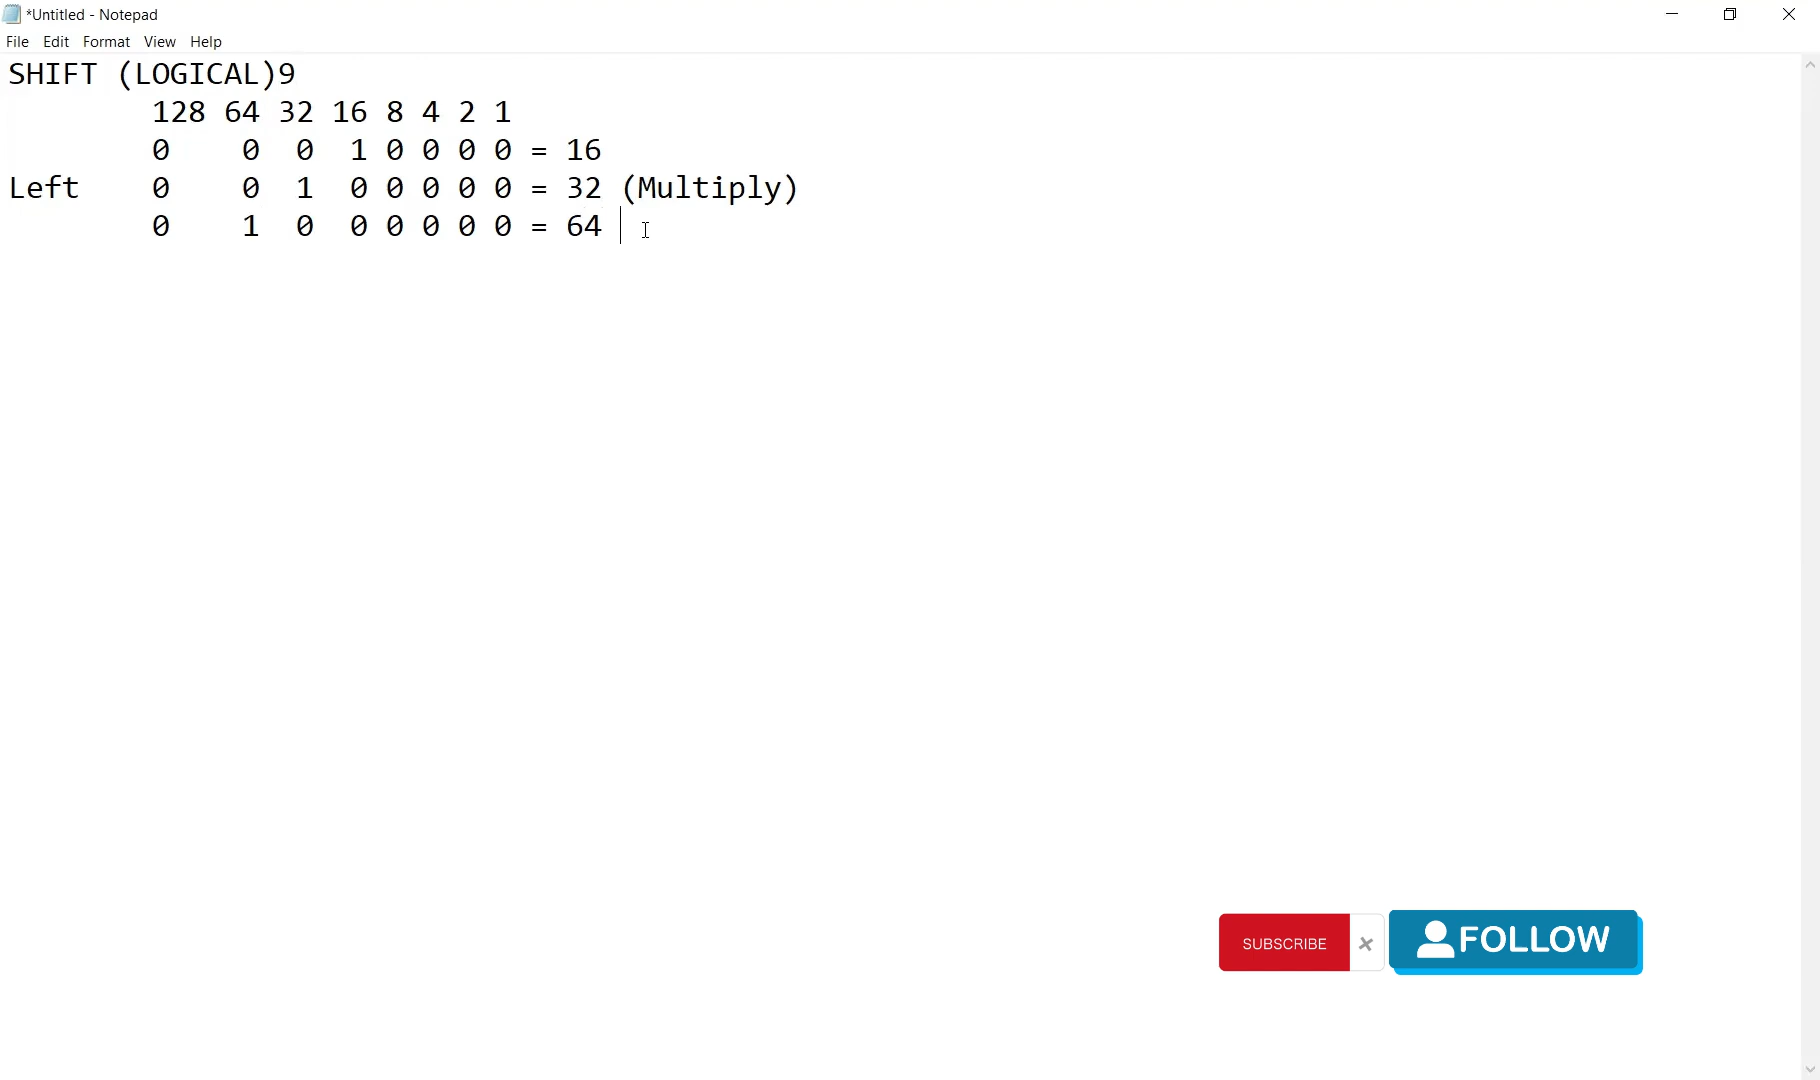 *Untitled - Notepad
File Edit Format View Help
SHIFT (LOGICAL)9
128 64 32 16 8 4 2 1
0 0 0 1 0 0 0 0 = 16
Left 0 0 1 0 0 0 0 0 = 32 (Multiply)
0 1 0 0 0 0 0 0 = 64
SUBSCRIBE
FOLLOW